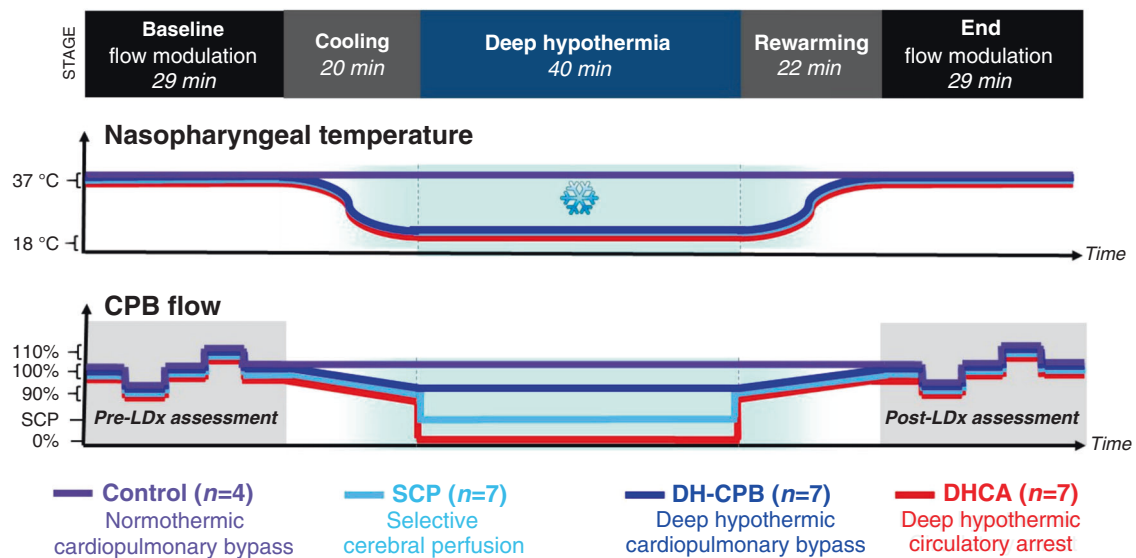 STAGE
Baseline
flow modulation
29 min
Cooling
20 min
Deep hypothermia
40 min
Rewarming
22 min
End
flow modulation
29 min
Nasopharyngeal temperature
37 °C
18 °C
Time
CPB flow
110%
100%
90%
SCP
0%
Pre-LDx assessment
Post-LDx assessment
Time
Control (n=4)
Normothermic
cardiopulmonary bypass
SCP (n=7)
Selective
cerebral perfusion
DH-CPB (n=7)
Deep hypothermic
cardiopulmonary bypass
DHCA (n=7)
Deep hypothermic
circulatory arrest